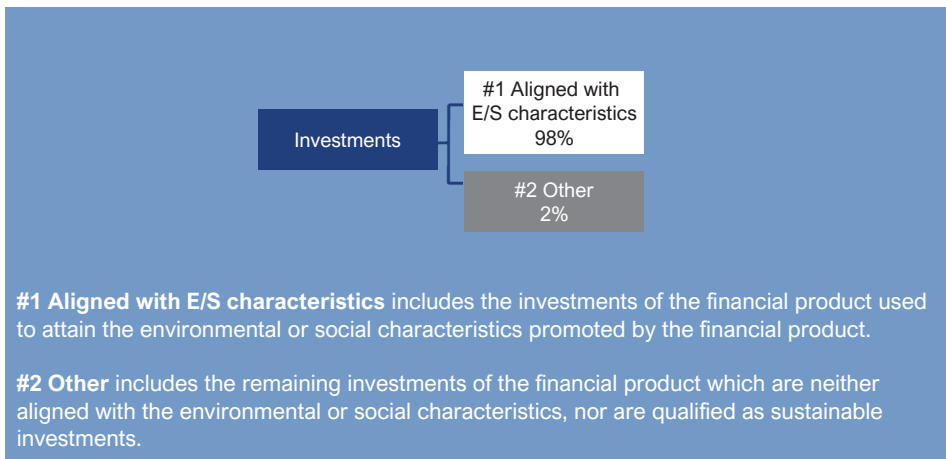 Investments
#1 Aligned with
E/S characteristics
98%
#2 Other
2%
#1 Aligned with E/S characteristics includes the investments of the financial product used
to attain the environmental or social characteristics promoted by the financial product.
#2 Other includes the remaining investments of the financial product which are neither
aligned with the environmental or social characteristics, nor are qualified as sustainable
investments.